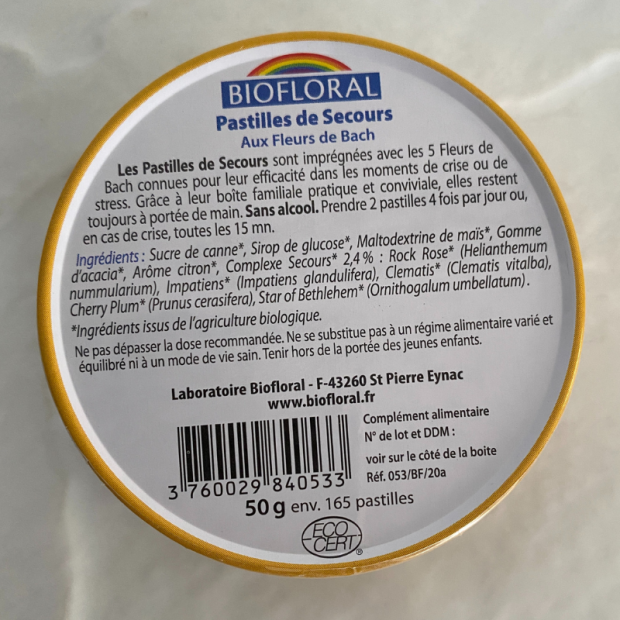 BIOFLORAL
Pastilles de Secours
Aux Fleurs de Bach
Les Pastilles de Secours sont imprégnées avec les 5 Fleurs de
Bach connues pour leur efficacité dans les moments de crise ou de
stress. Grâce à leur boîte familiale pratique et conviviale, elles restent
toujours à portée de main. Sans alcool. Prendre 2 pastilles 4 fois par jour ou,
en cas de crise, toutes les 15 mn.
Ingrédients : Sucre de canne*, Sirop de glucose*, Maltodextrine de maïs*, Gomme
d'acacia*, Arôme citron*, Complexe Secours* 2,4% : Rock Rose* (Helianthemum
nummularium), Impatiens* (Impatiens glandulifera), Clematis* (Clematis vitalba),
Cherry Plum* (Prunus cerasifera), Star of Bethlehem* (Ornithogalum umbellatum).
*Ingrédients issus de l'agriculture biologique.
Ne pas dépasser la dose recommandée. Ne se substitue pas à un régime alimentaire varié et
équilibré ni à un mode de vie sain. Tenir hors de la portée des jeunes enfants.
Laboratoire Biofloral - F-43260 St Pierre Eynac
www.biofloral.fr
Complément alimentaire
N° de lot et DDM :
voir sur le côté de la boite
Réf. 053/BF/20a
3 760029 840533
50 g env. 165 pastilles
ECO
CERT
®